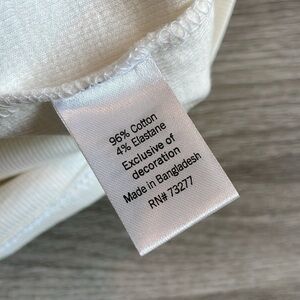 96% Cotton
4% Elastane
Exclusive of
decoration
Made in Bangladesh
RN# 73277